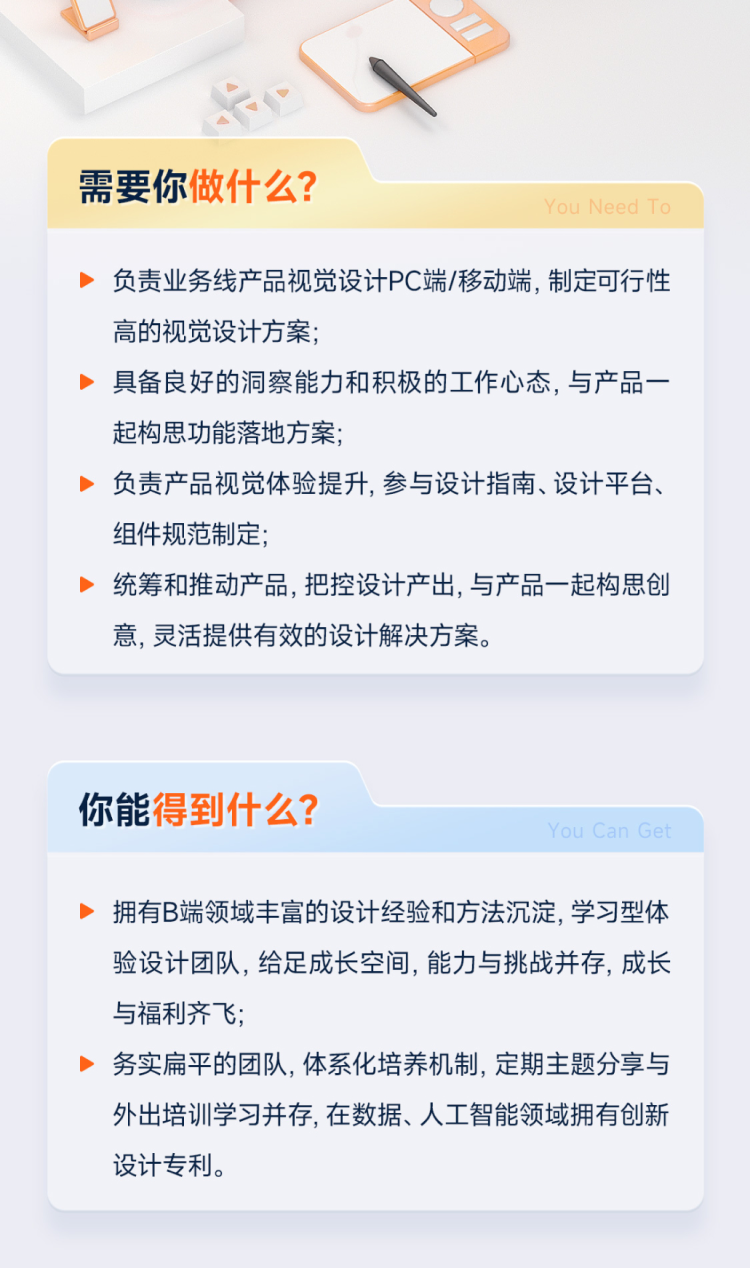 需要你做什么？
You Need To
负责业务线产品视觉设计PC端/移动端，制定可行性
高的视觉设计方案；
具备良好的洞察能力和积极的工作心态，与产品一
起构思功能落地方案；
负责产品视觉体验提升，参与设计指南、设计平台、
组件规范制定；
统筹和推动产品，把控设计产出，与产品一起构思创
意，灵活提供有效的设计解决方案。
你能得到什么？
You Can Get
拥有B端领域丰富的设计经验和方法沉淀，学习型体
验设计团队，给足成长空间，能力与挑战并存，成长
与福利齐飞；
务实扁平的团队，体系化培养机制，定期主题分享与
外出培训学习并存，在数据、人工智能领域拥有创新
设计专利。